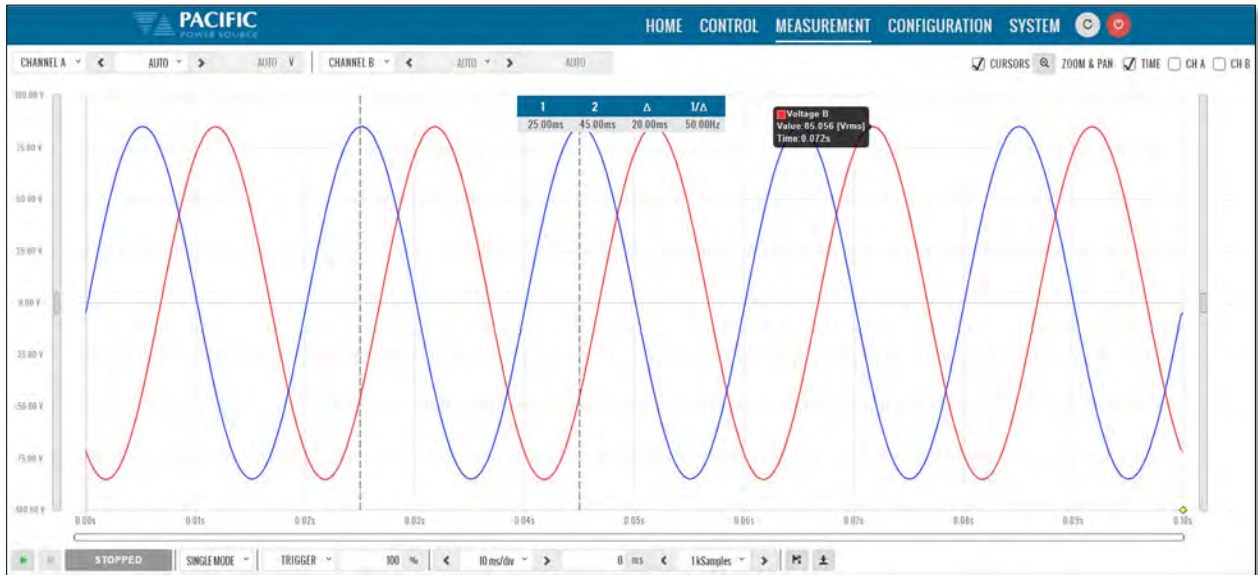 PACIFIC
POWER SOURCE
HOME CONTROL MEASUREMENT CONFIGURATION SYSTEM
CHANNEL A AUTO AUTO V CHANNEL B AUTO AUTO CURSORS ZOOM & PAN TIME CH A CH B
100.00 V
75.00 V
50.00 V
25.00 V
0.00 V
-25.00 V
-50.00 V
-75.00 V
-100.00 V
1 2 Δ 1/Δ
25.00ms 45.00ms 20.00ms 50.00Hz
Voltage B
Value:85.056 [Vrms]
Time:0.072s
0.00s 0.01s 0.02s 0.03s 0.04s 0.05s 0.06s 0.07s 0.08s 0.09s 0.10s
STOPPED SINGLE MODE TRIGGER 100 % 10 ms/div 0 ms 1 kSamples